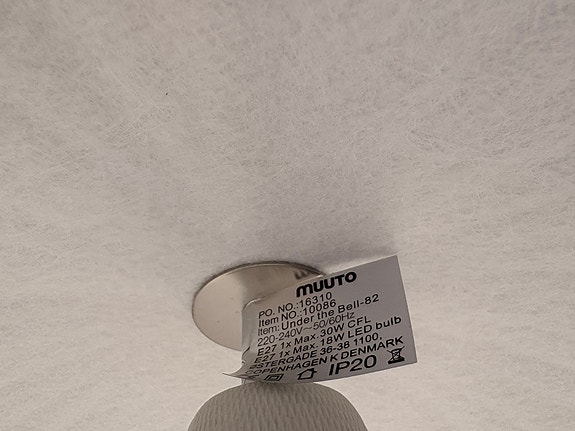 muuto
PO. NO.:16310
Item NO.:10086
Item: Under the Bell-82
220-240V~50/60Hz
E27 1x Max.30W CFL
E27 1x Max. 18W LED bulb
ØSTERGADE 36-38 1100.
COPENHAGEN K DENMARK
IP20